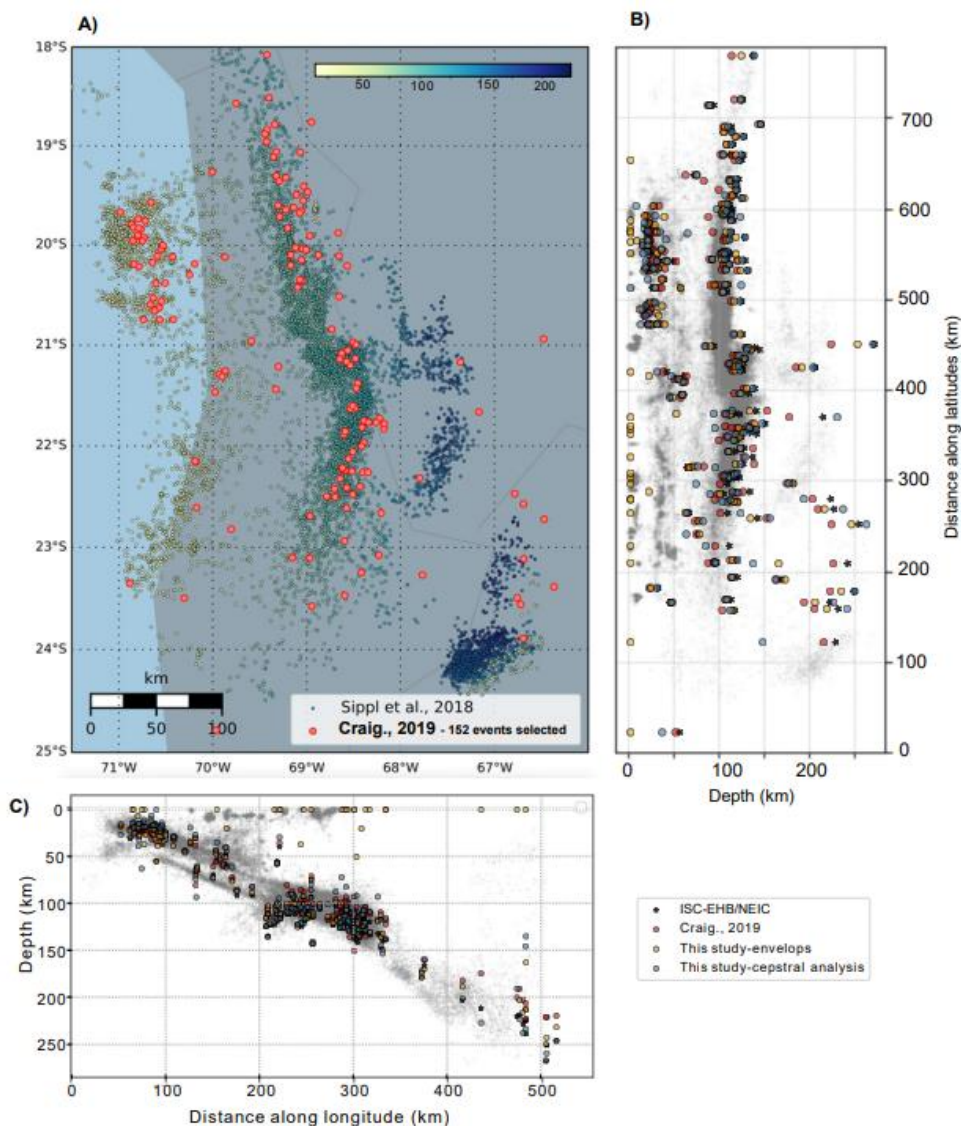 A)
B)
18°S
19°S
20°S
21°S
22°S
23°S
24°S
25°S
50 100 150 200
km
0 50 100
Sippl et al., 2018
Craig., 2019 - 152 events selected
71°W 70°W 69°W 68°W 67°W
700
600
500
400
300
200
100
0
Distance along latitudes (km)
0 100 200
Depth (km)
C)
0
50
100
150
200
250
Depth (km)
0 100 200 300 400 500
Distance along longitude (km)
ISC-EHB/NEIC
Craig., 2019
This study-envelops
This study-cepstral analysis